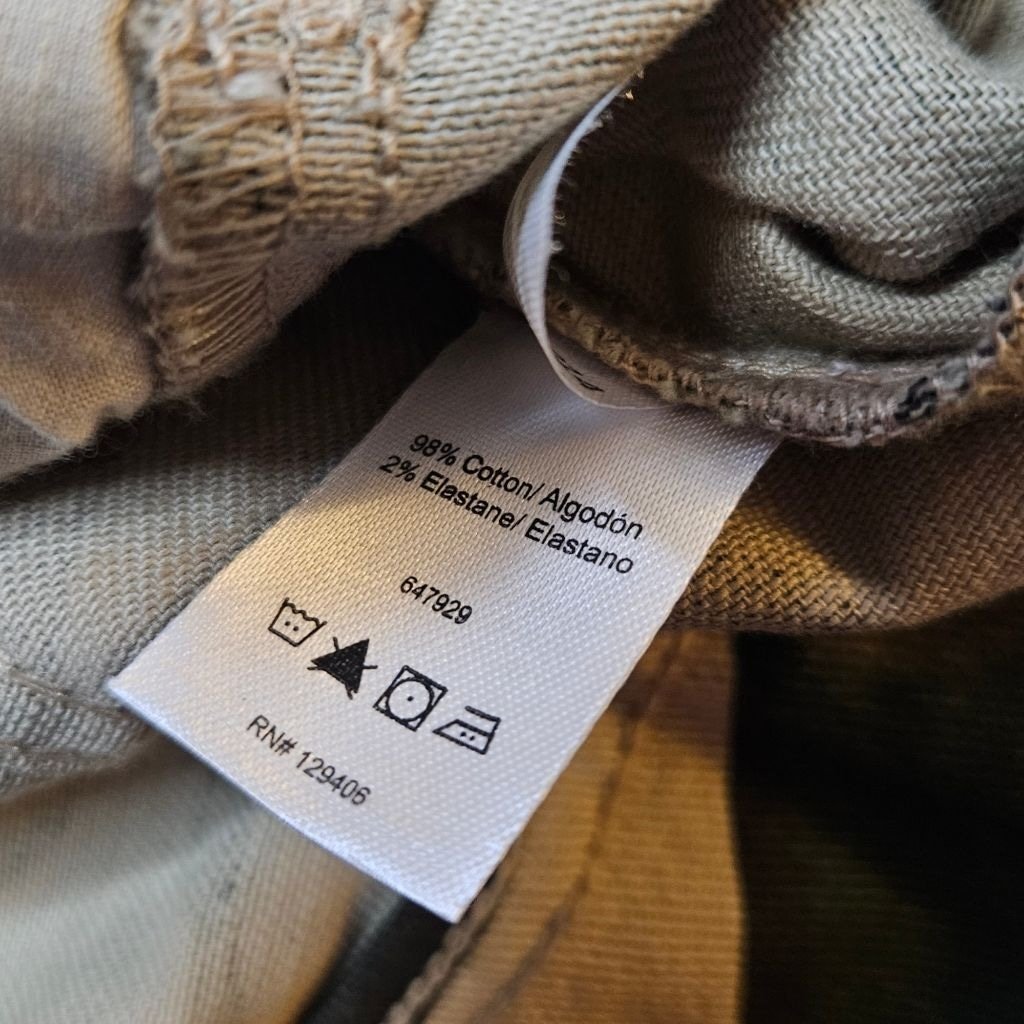 98% Cotton/ Algodón
2% Elastane/ Elastano
647929
RN# 129406